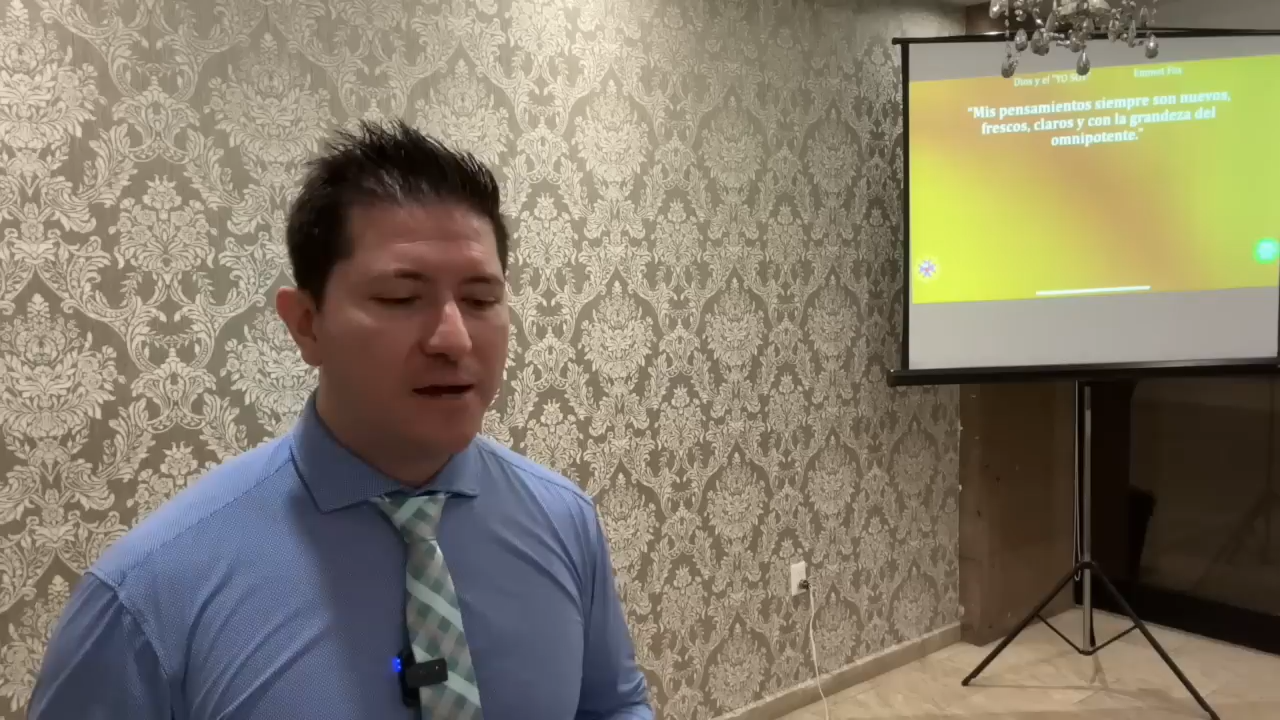 Dios y el "YO SOY" Emmet Fox
"Mis pensamientos siempre son nuevos,
frescos, claros y con la grandeza del
omnipotente."